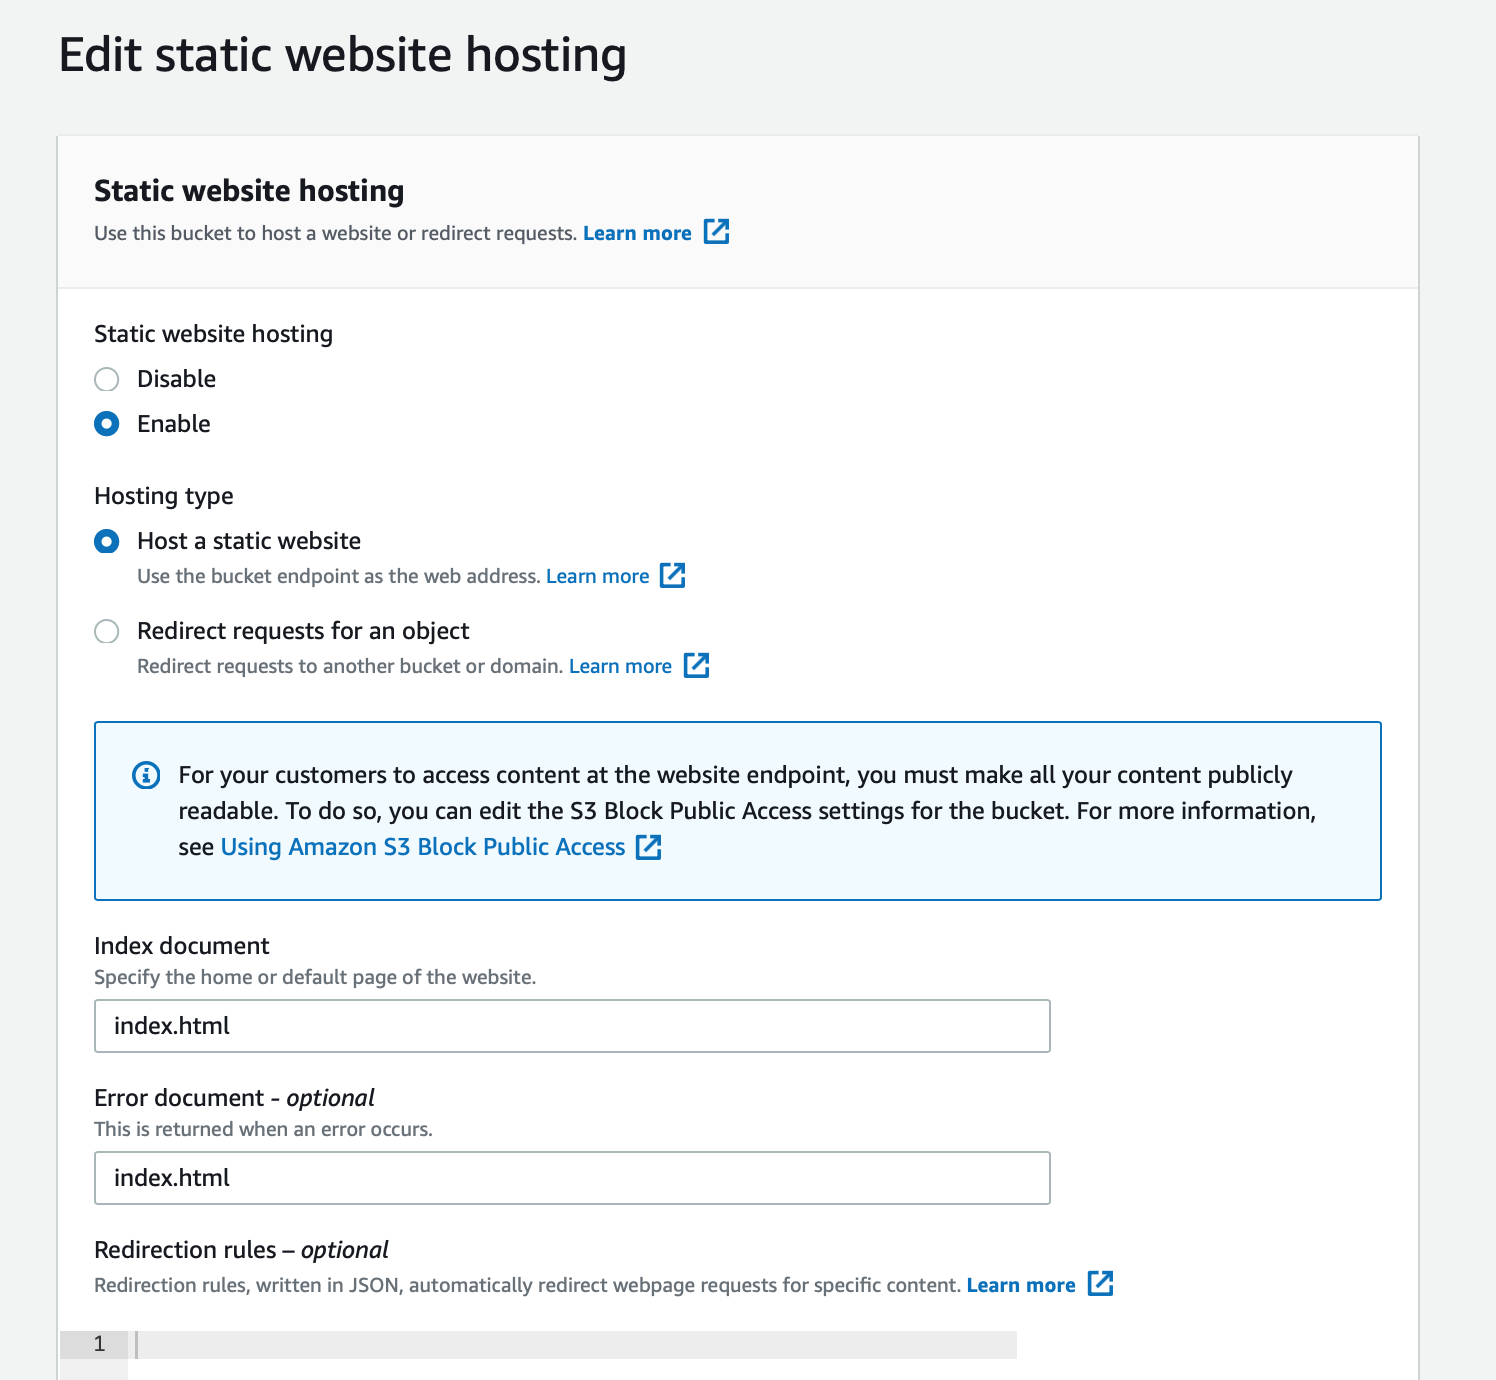 Edit static website hosting
Static website hosting
Use this bucket to host a website or redirect requests. Learn more
Static website hosting
Disable
Enable
Hosting type
Host a static website
Use the bucket endpoint as the web address. Learn more
Redirect requests for an object
Redirect requests to another bucket or domain. Learn more
For your customers to access content at the website endpoint, you must make all your content publicly
readable. To do so, you can edit the S3 Block Public Access settings for the bucket. For more information,
see Using Amazon S3 Block Public Access
Index document
Specify the home or default page of the website.
index.html
Error document - optional
This is returned when an error occurs.
index.html
Redirection rules – optional
Redirection rules, written in JSON, automatically redirect webpage requests for specific content. Learn more
1